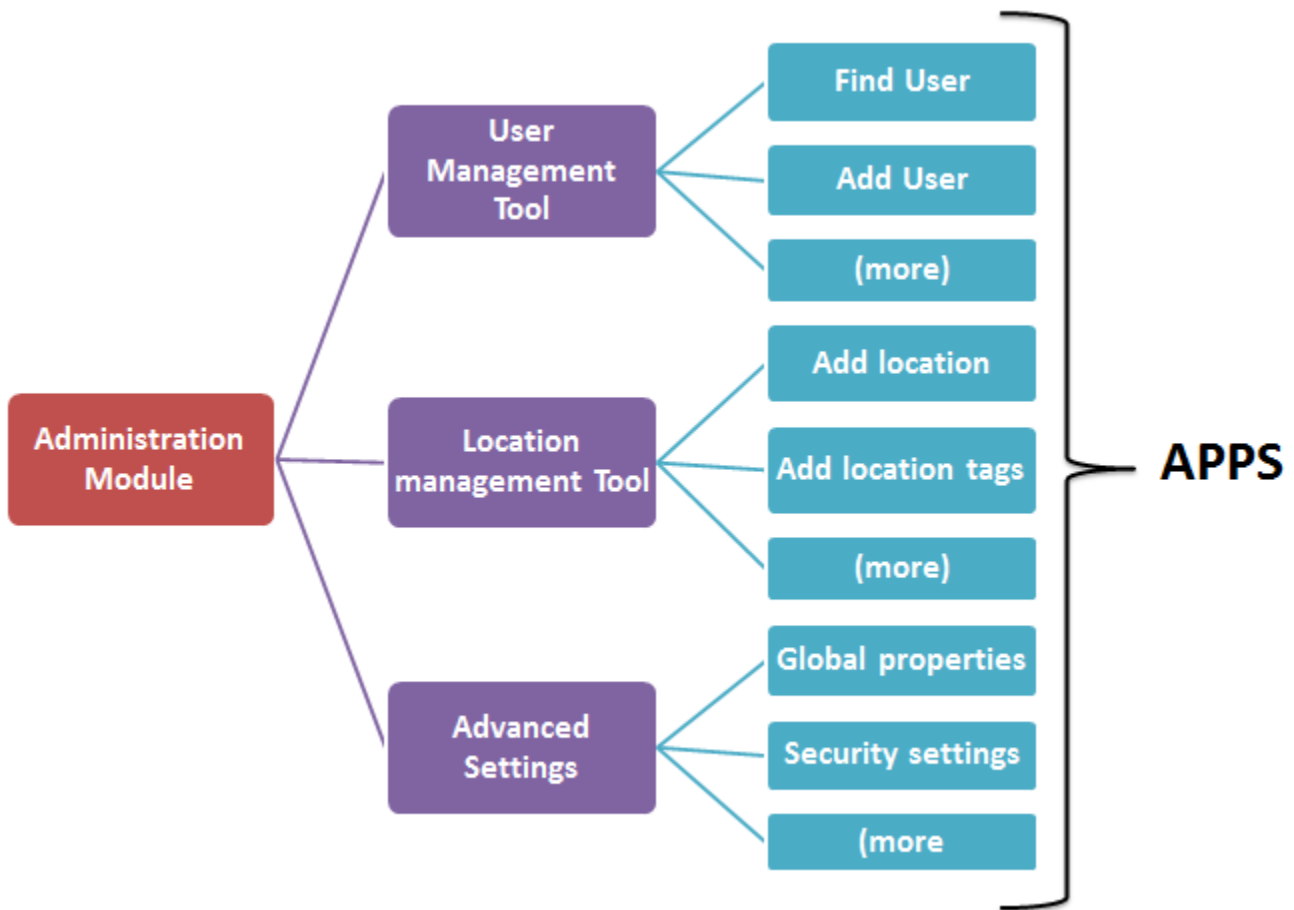 Administration
Module
User
Management
Tool
Find User
Add User
(more)
Location
management Tool
Add location
Add location tags
(more)
Advanced
Settings
Global properties
Security settings
(more
APPS